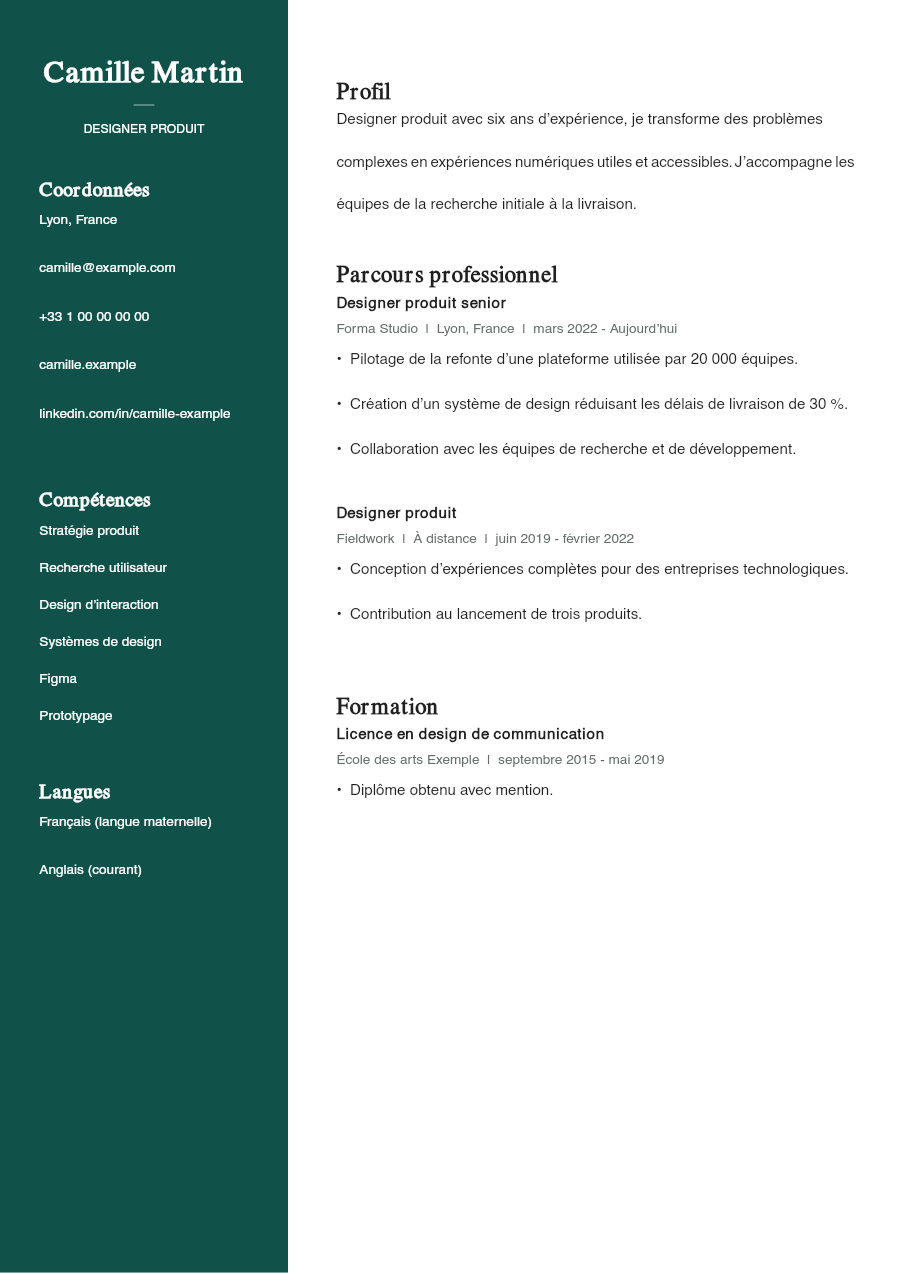 Camille Martin
DESIGNER PRODUIT
Coordonnées
Lyon, France
camille@example.com
+33 1 00 00 00 00
camille.example
linkedin.com/in/camille-example
Compétences
Stratégie produit
Recherche utilisateur
Design d’interaction
Systèmes de design
Figma
Prototypage
Langues
Français (langue maternelle)
Anglais (courant)
Profil
Designer produit avec six ans d’expérience, je transforme des problèmes
complexes en expériences numériques utiles et accessibles. J’accompagne les
équipes de la recherche initiale à la livraison.
Parcours professionnel
Designer produit senior
Forma Studio | Lyon, France | mars 2022 - Aujourd’hui
• Pilotage de la refonte d’une plateforme utilisée par 20 000 équipes.
• Création d’un système de design réduisant les délais de livraison de 30 %.
• Collaboration avec les équipes de recherche et de développement.
Designer produit
Fieldwork | À distance | juin 2019 - février 2022
• Conception d’expériences complètes pour des entreprises technologiques.
• Contribution au lancement de trois produits.
Formation
Licence en design de communication
École des arts Exemple | septembre 2015 - mai 2019
• Diplôme obtenu avec mention.